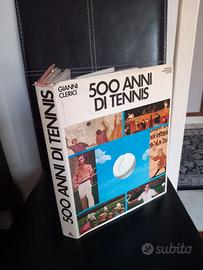 GIANNI
CLERICI
500 ANNI DI TENNIS
500 ANNI
DI TENNIS
subito